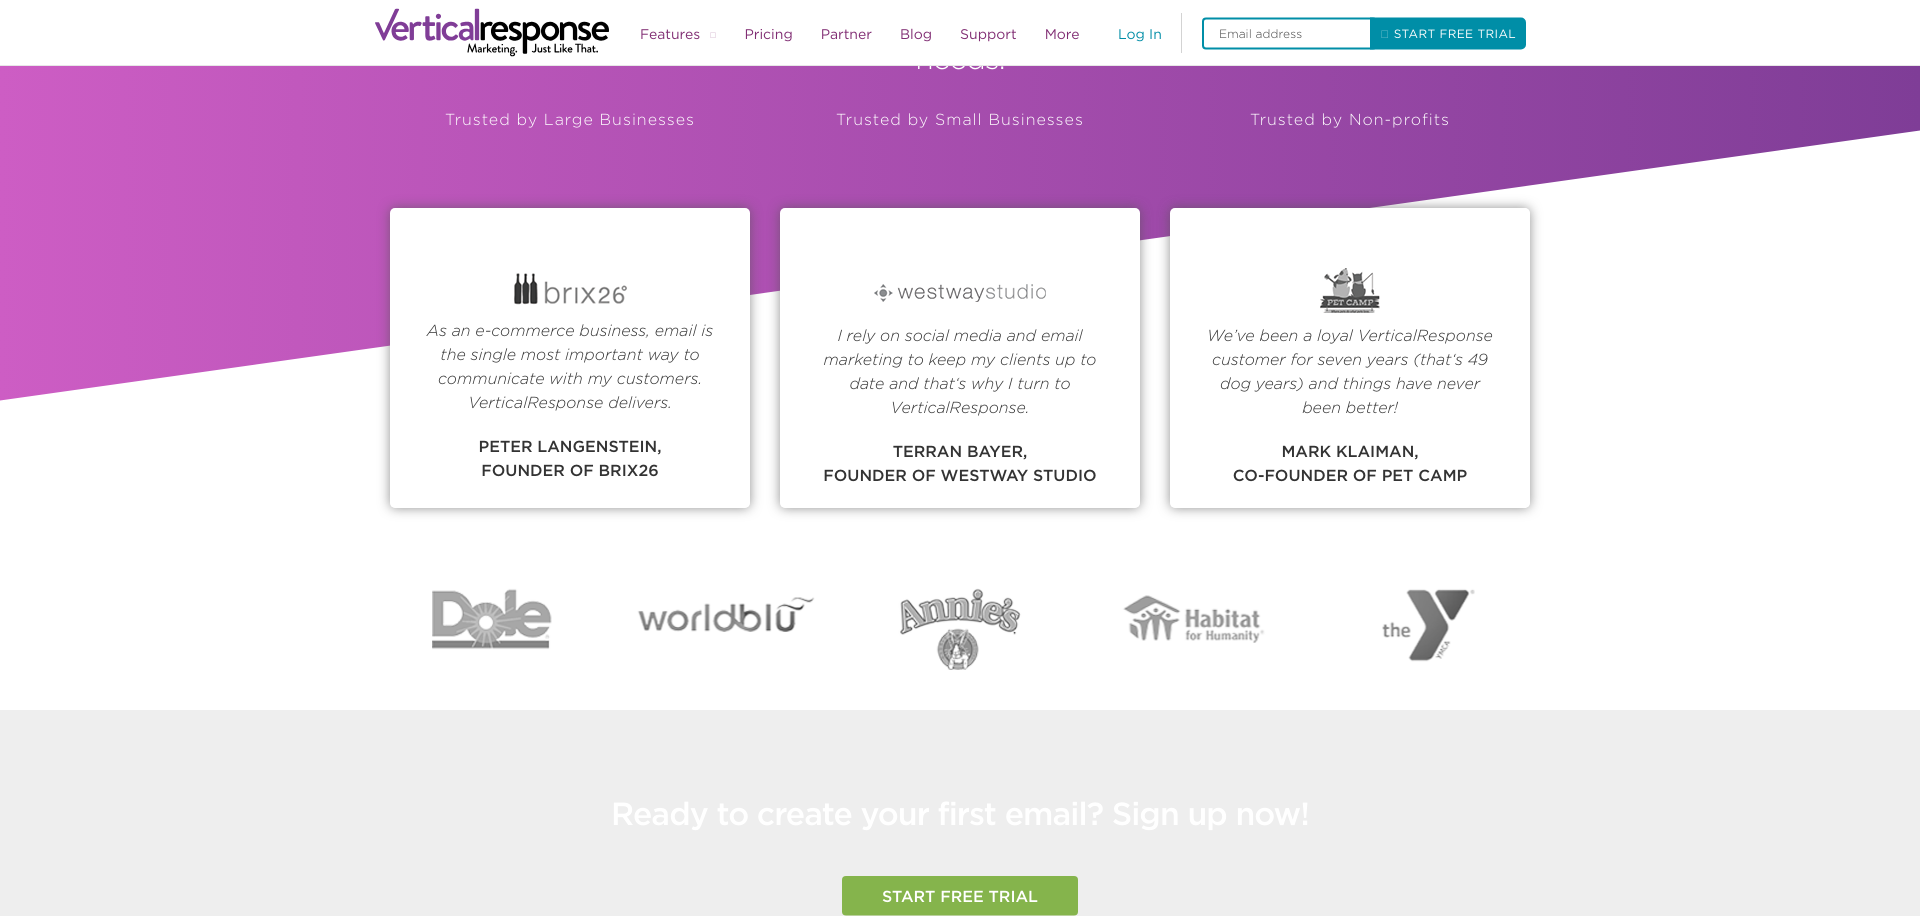 Verticalresponse
Marketing. Just Like That.
Features
Pricing
Partner
Blog
Support
More
Log In
Email address
START FREE TRIAL
needs.
Trusted by Large Businesses
Trusted by Small Businesses
Trusted by Non-profits
brix26°
As an e-commerce business, email is
the single most important way to
communicate with my customers.
VerticalResponse delivers.
PETER LANGENSTEIN,
FOUNDER OF BRIX26
westwaystudio
I rely on social media and email
marketing to keep my clients up to
date and that‘s why I turn to
VerticalResponse.
TERRAN BAYER,
FOUNDER OF WESTWAY STUDIO
PET CAMP
We’ve been a loyal VerticalResponse
customer for seven years (that‘s 49
dog years) and things have never
been better!
MARK KLAIMAN,
CO-FOUNDER OF PET CAMP
Dole
worldblu
Annie's
Habitat
for Humanity®
the Y
YMCA
Ready to create your first email? Sign up now!
START FREE TRIAL